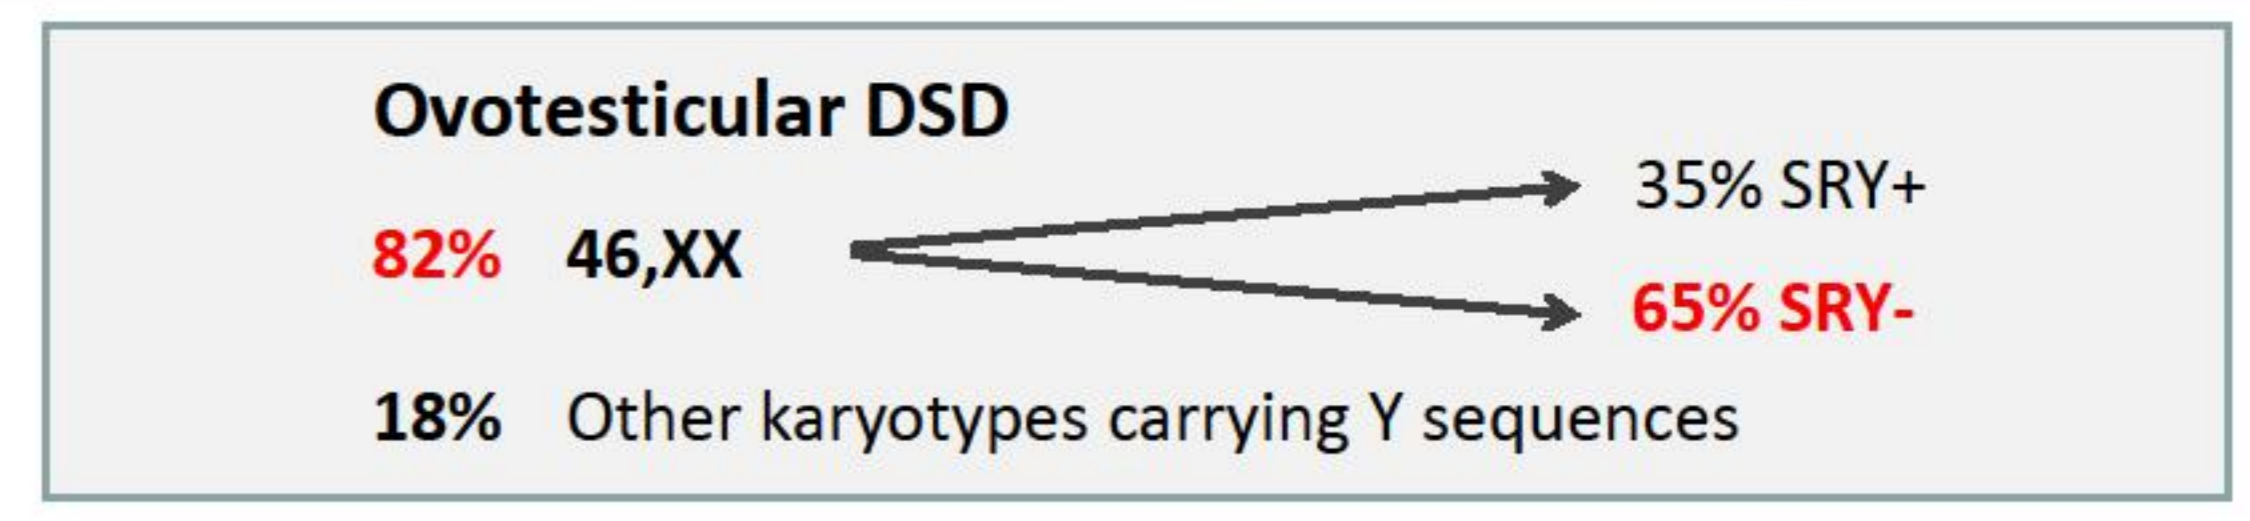 Ovotesticular DSD
35% SRY+
82% 46,XX
65% SRY-
18% Other karyotypes carrying Y sequences